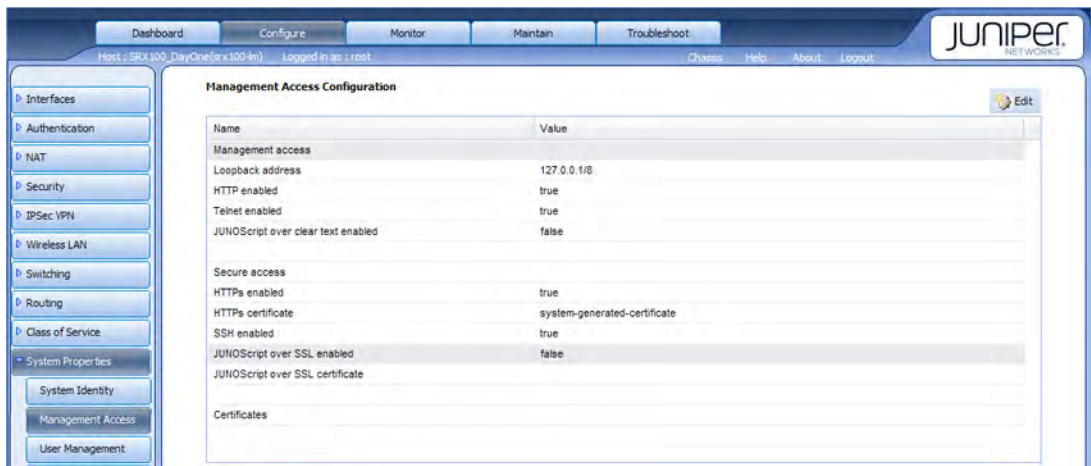 Dashboard Configure Monitor Maintain Troubleshoot
JUNIPER
NETWORKS
Host : SRX100_DayOne(srx100-lm) Logged in as : root Chassis Help About Logout
Management Access Configuration
Edit
Interfaces
Authentication
NAT
Security
IPSec VPN
Wireless LAN
Switching
Routing
Class of Service
System Properties
System Identity
Management Access
User Management
Name Value
Management access
Loopback address 127.0.0.1/8
HTTP enabled true
Telnet enabled true
JUNOScript over clear text enabled false
Secure access
HTTPs enabled true
HTTPs certificate system-generated-certificate
SSH enabled true
JUNOScript over SSL enabled false
JUNOScript over SSL certificate
Certificates